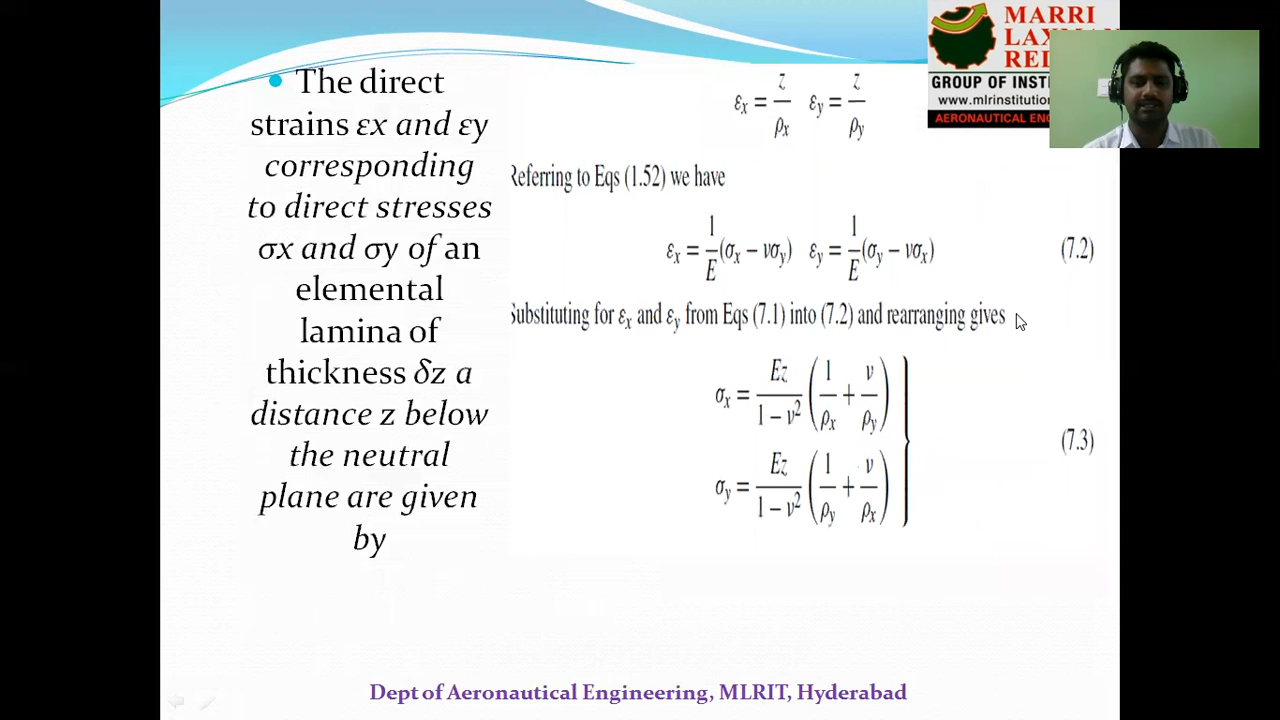 • The direct
strains εx and εy
corresponding
to direct stresses
σx and σy of an
elemental
lamina of
thickness δz a
distance z below
the neutral
plane are given
by
εx = z/ρx   εy = z/ρy
Referring to Eqs (1.52) we have
εx = 1/E (σx − νσy)   εy = 1/E (σy − νσx)   (7.2)
Substituting for εx and εy from Eqs (7.1) into (7.2) and rearranging gives
σx = Ez/(1 − ν²) (1/ρx + ν/ρy)
(7.3)
σy = Ez/(1 − ν²) (1/ρy + ν/ρx)
MARRI
GROUP OF
www.mlrinstitution
AERONAUTICAL
Dept of Aeronautical Engineering, MLRIT, Hyderabad